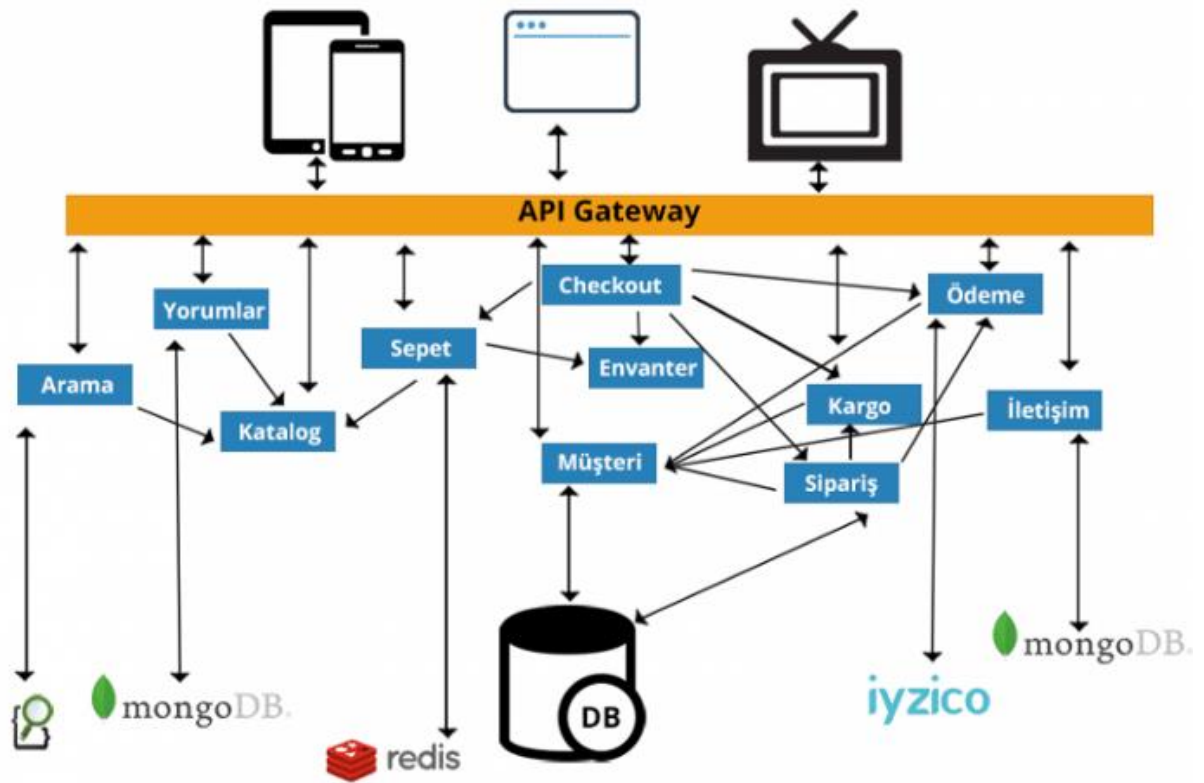 API Gateway
Checkout
Ödeme
Yorumlar
Sepet
Envanter
Arama
Kargo
İletişim
Katalog
Müşteri
Sipariş
mongoDB.
iyzico
mongoDB.
DB
redis